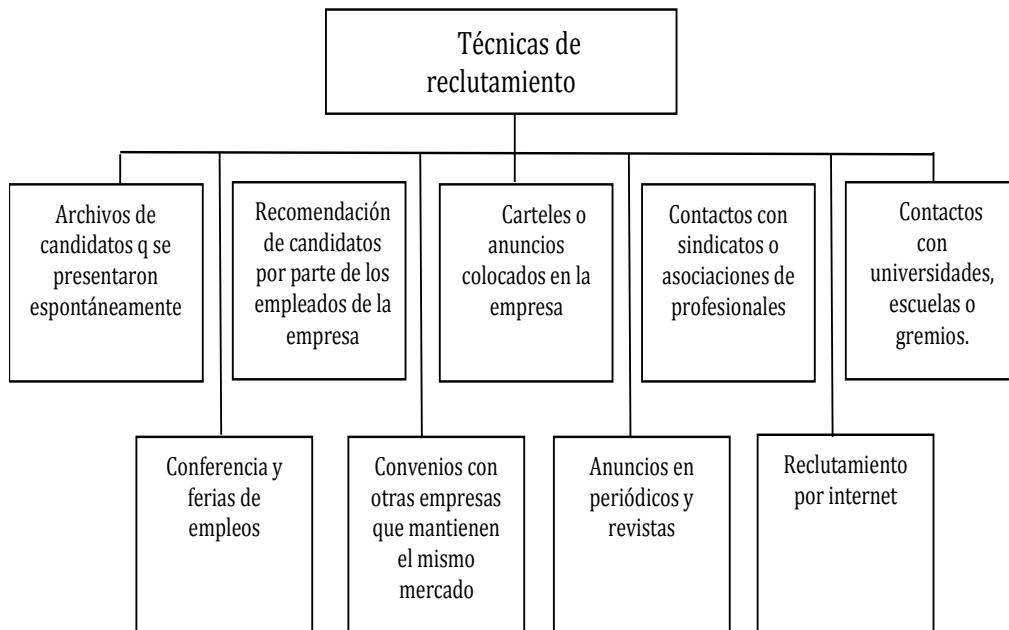 Técnicas de
reclutamiento
Archivos de
candidatos q se
presentaron
espontáneamente
Recomendación
de candidatos
por parte de los
empleados de la
empresa
Carteles o
anuncios
colocados en la
empresa
Contactos con
sindicatos o
asociaciones de
profesionales
Contactos
con
universidades,
escuelas o
gremios.
Conferencia y
ferias de
empleos
Convenios con
otras empresas
que mantienen
el mismo
mercado
Anuncios en
periódicos y
revistas
Reclutamiento
por internet